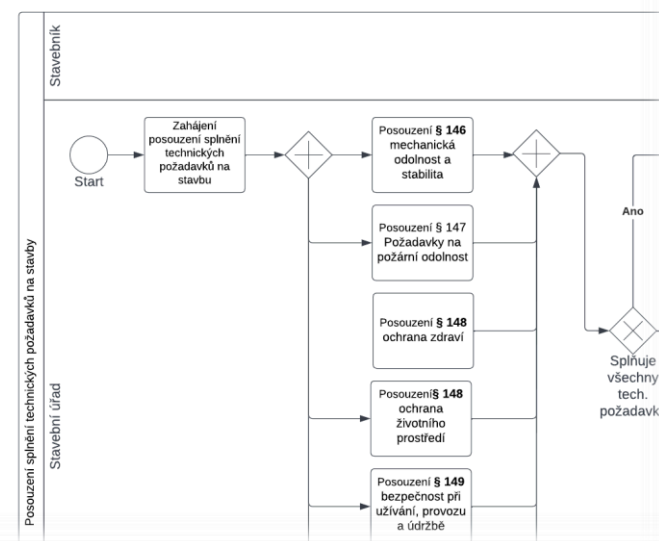 Posouzení splnění technických požadavků na stavby
Stavebník
Stavební úřad
Start
Zahájení
posouzení splnění
technických
požadavků na
stavbu
Posouzení § 146
mechanická
odolnost a
stabilita
Posouzení § 147
Požadavky na
požární odolnost
Posouzení § 148
ochrana zdraví
Posouzení§ 148
ochrana
životního
prostředí
Posouzení § 149
bezpečnost při
užívání, provozu
a údržbě
Ano
Splňuje
všechny
tech.
požadavk